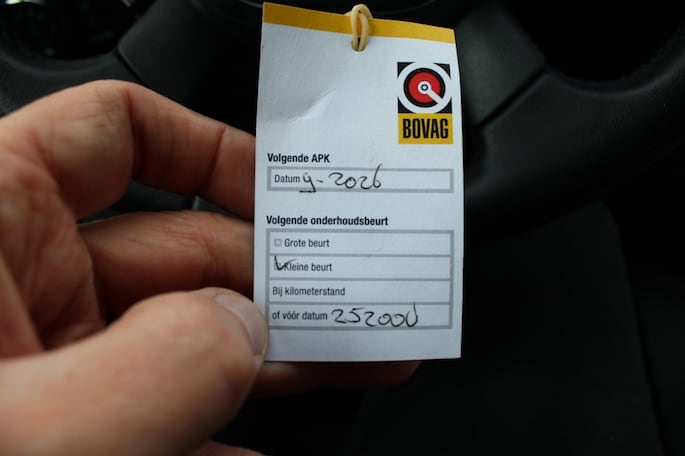 BOVAG
Volgende APK
Datum 9-2026
Volgende onderhoudsbeurt
Grote beurt
Kleine beurt
Bij kilometerstand
of vóór datum 252000